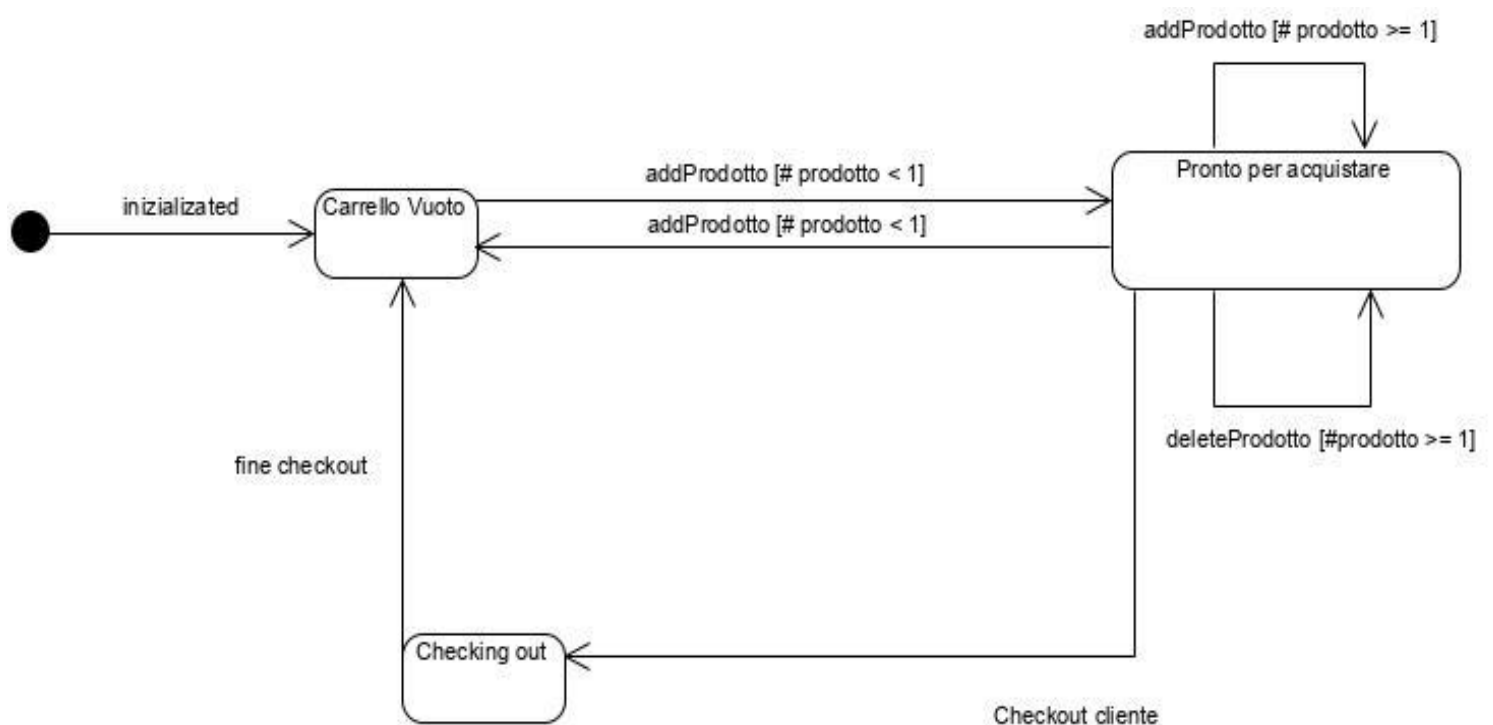 addProdotto [# prodotto >= 1]
addProdotto [# prodotto < 1]
Pronto per acquistare
inizializated
Carrello Vuoto
addProdotto [# prodotto < 1]
deleteProdotto [#prodotto >= 1]
fine checkout
Checking out
Checkout cliente